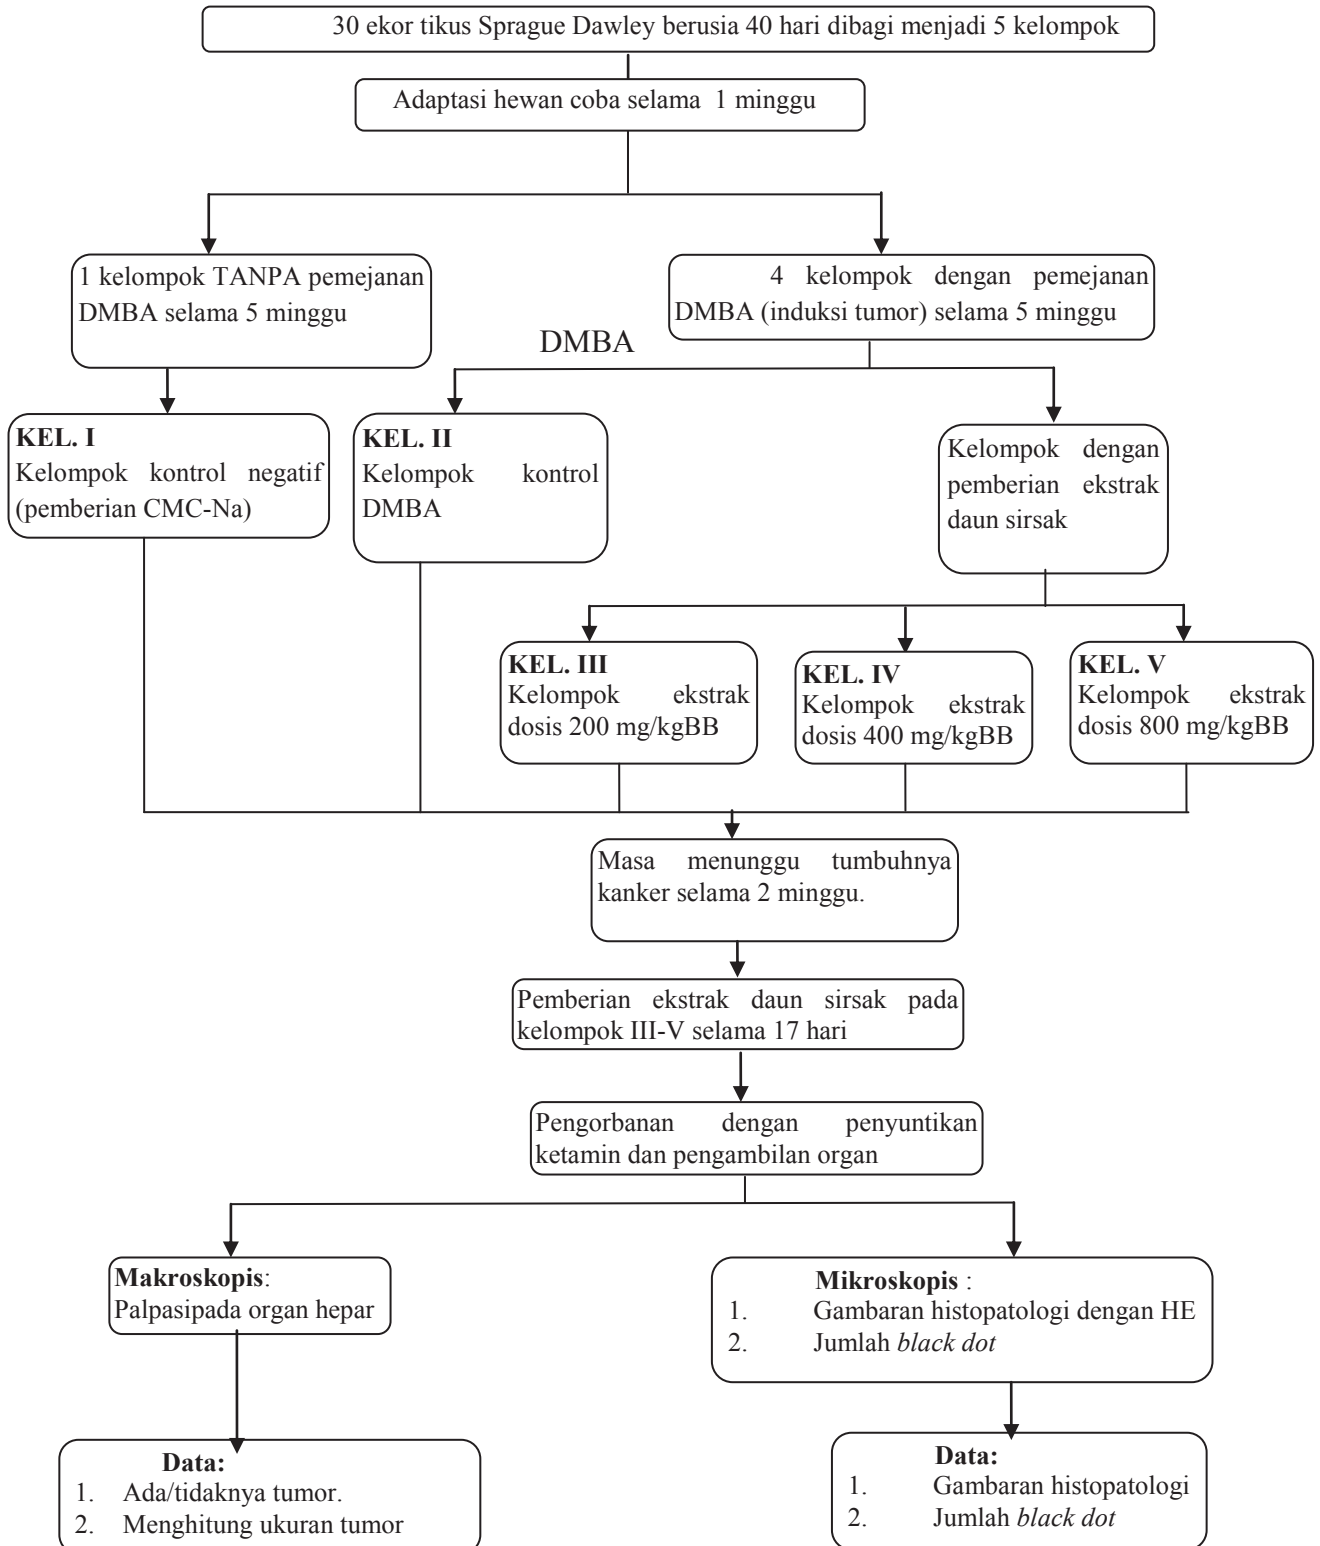 30 ekor tikus Sprague Dawley berusia 40 hari dibagi menjadi 5 kelompok
Adaptasi hewan coba selama 1 minggu
1 kelompok TANPA pemejanan
DMBA selama 5 minggu
4 kelompok dengan pemejanan
DMBA (induksi tumor) selama 5 minggu
DMBA
KEL. I
Kelompok kontrol negatif
(pemberian CMC-Na)
KEL. II
Kelompok kontrol
DMBA
Kelompok dengan
pemberian ekstrak
daun sirsak
KEL. III
Kelompok ekstrak
dosis 200 mg/kgBB
KEL. IV
Kelompok ekstrak
dosis 400 mg/kgBB
KEL. V
Kelompok ekstrak
dosis 800 mg/kgBB
Masa menunggu tumbuhnya
kanker selama 2 minggu.
Pemberian ekstrak daun sirsak pada
kelompok III-V selama 17 hari
Pengorbanan dengan penyuntikan
ketamin dan pengambilan organ
Makroskopis:
Palpasipada organ hepar
Mikroskopis :
1. Gambaran histopatologi dengan HE
2. Jumlah black dot
Data:
1. Ada/tidaknya tumor.
2. Menghitung ukuran tumor
Data:
1. Gambaran histopatologi
2. Jumlah black dot